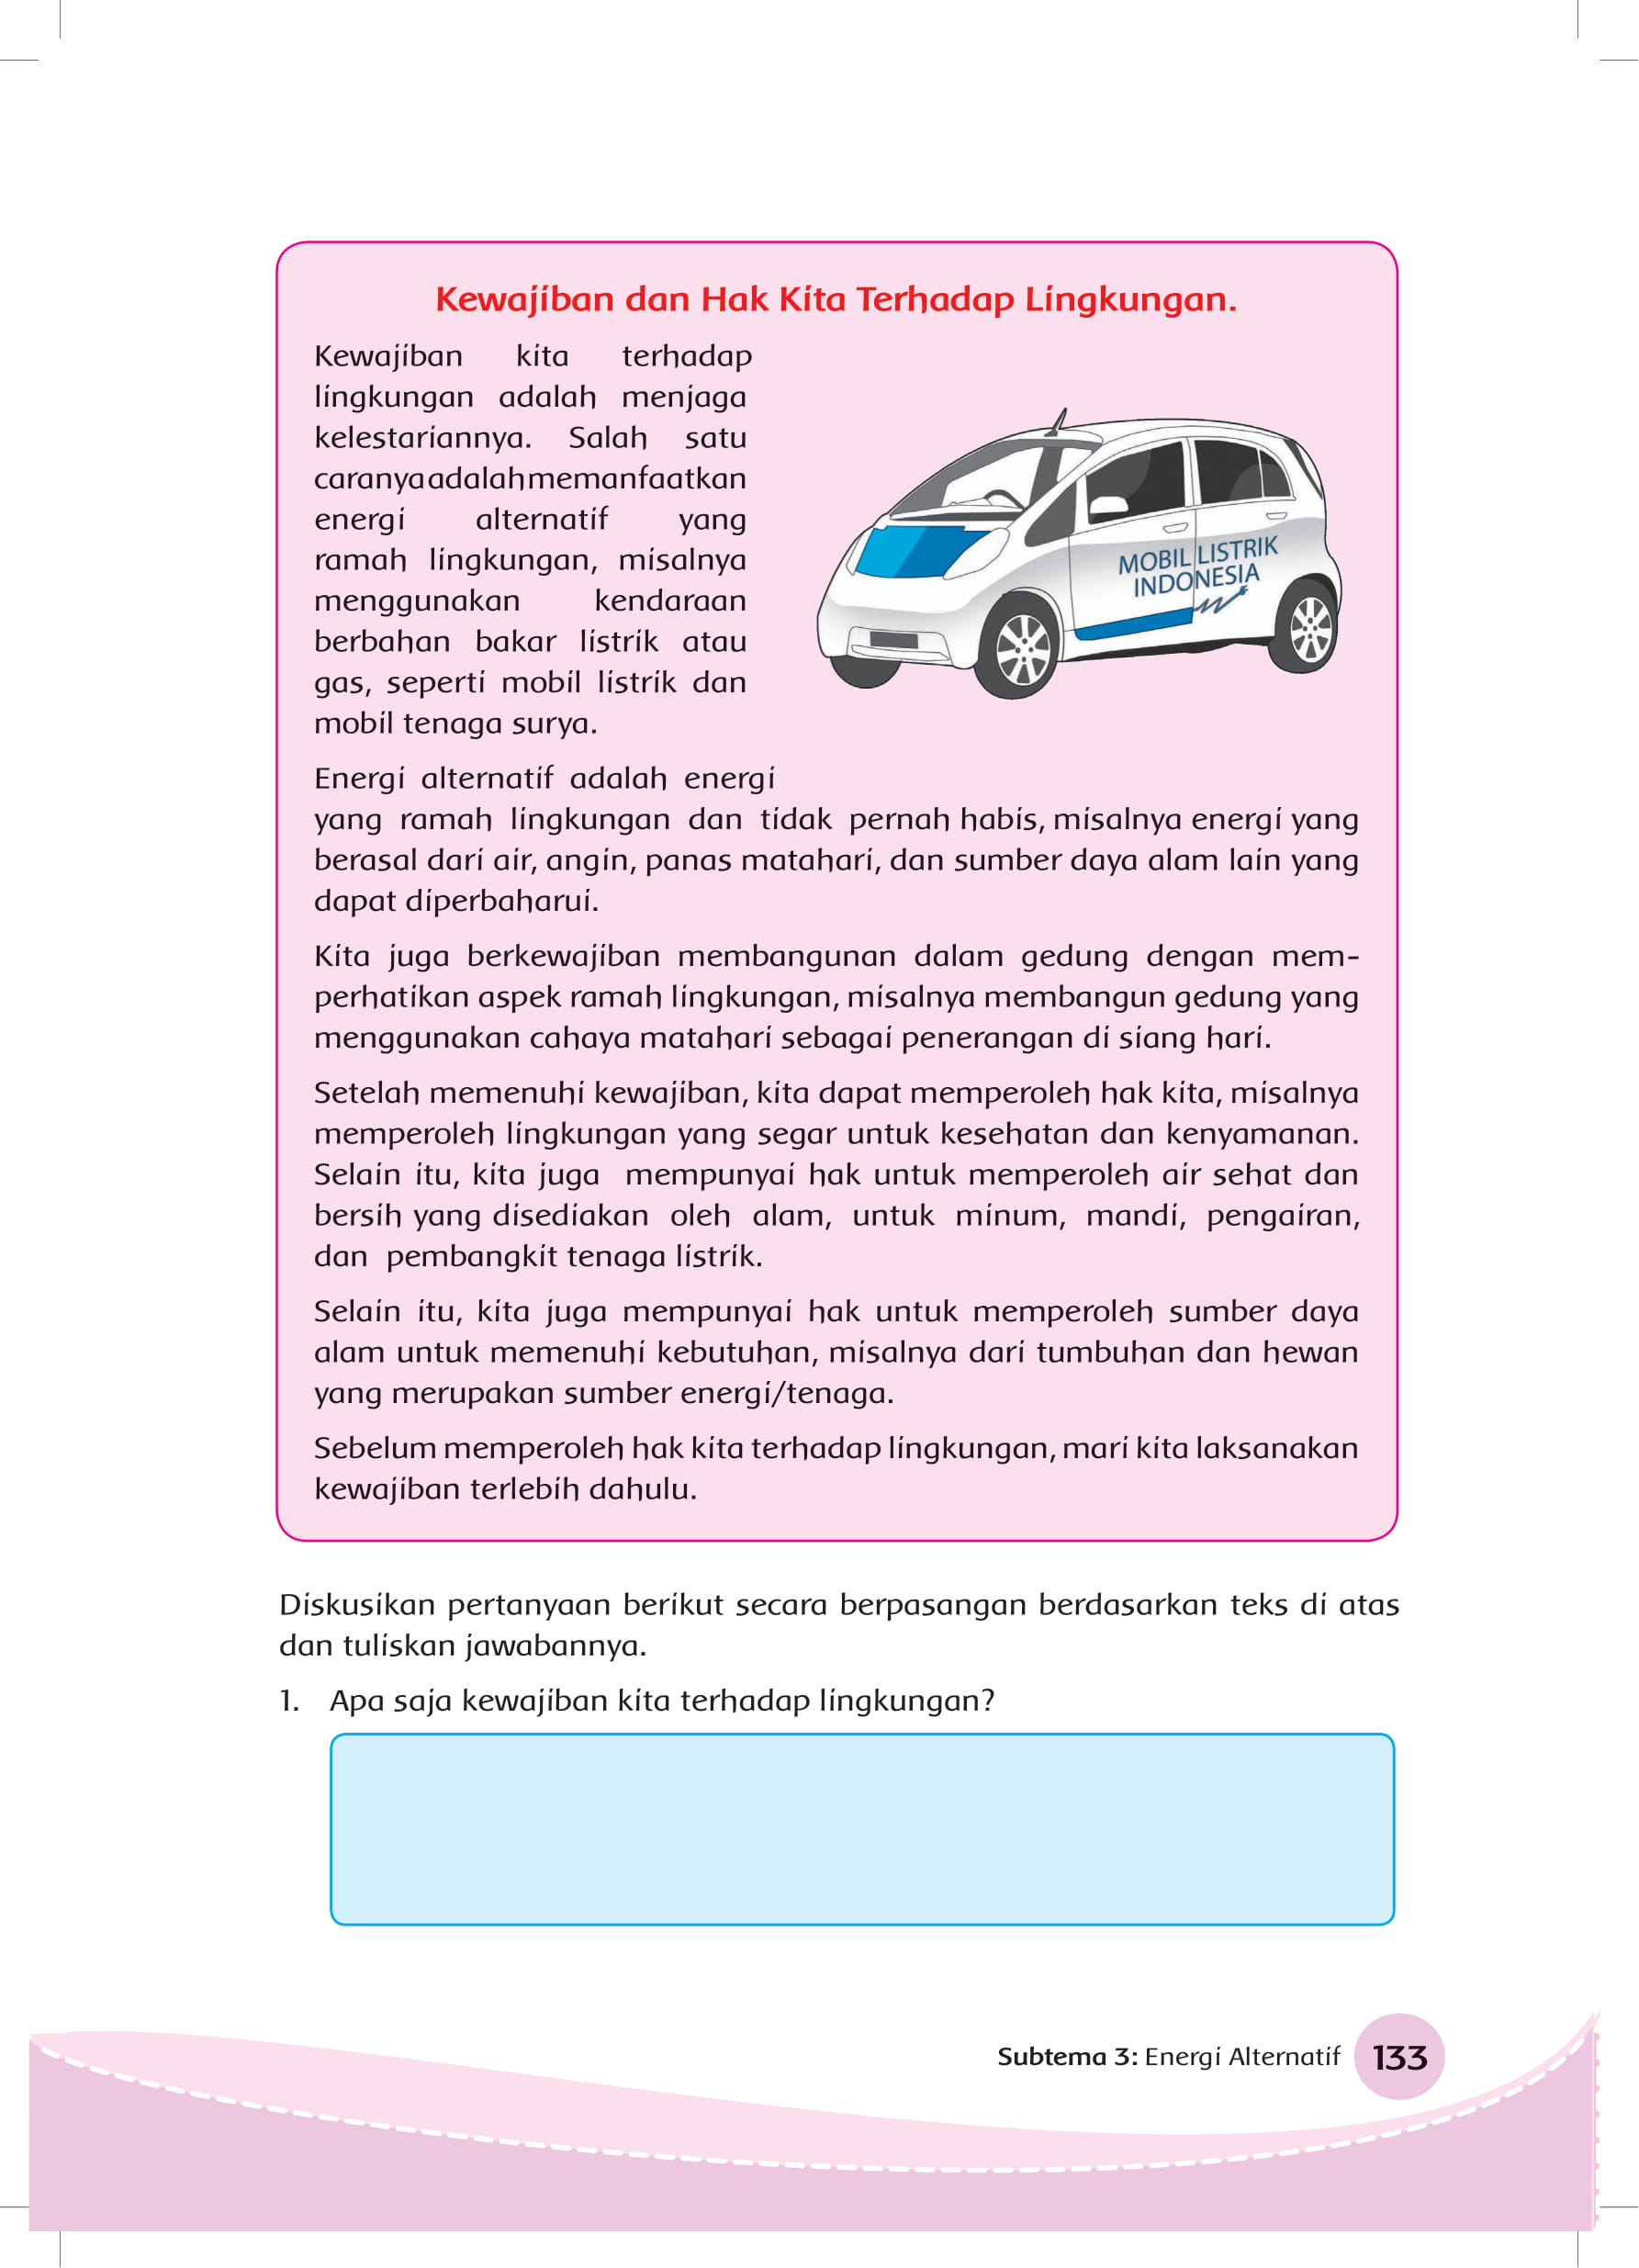 Kewajiban dan Hak Kita Terhadap Lingkungan.
Kewajiban kita terhadap
lingkungan adalah menjaga
kelestariannya. Salah satu
caranya adalah memanfaatkan
energi alternatif yang
ramah lingkungan, misalnya
menggunakan kendaraan
berbahan bakar listrik atau
gas, seperti mobil listrik dan
mobil tenaga surya.
MOBIL LISTRIK
INDONESIA
Energi alternatif adalah energi
yang ramah lingkungan dan tidak pernah habis, misalnya energi yang
berasal dari air, angin, panas matahari, dan sumber daya alam lain yang
dapat diperbaharui.
Kita juga berkewajiban membangunan dalam gedung dengan mem-
perhatikan aspek ramah lingkungan, misalnya membangun gedung yang
menggunakan cahaya matahari sebagai penerangan di siang hari.
Setelah memenuhi kewajiban, kita dapat memperoleh hak kita, misalnya
memperoleh lingkungan yang segar untuk kesehatan dan kenyamanan.
Selain itu, kita juga mempunyai hak untuk memperoleh air sehat dan
bersih yang disediakan oleh alam, untuk minum, mandi, pengairan,
dan pembangkit tenaga listrik.
Selain itu, kita juga mempunyai hak untuk memperoleh sumber daya
alam untuk memenuhi kebutuhan, misalnya dari tumbuhan dan hewan
yang merupakan sumber energi/tenaga.
Sebelum memperoleh hak kita terhadap lingkungan, mari kita laksanakan
kewajiban terlebih dahulu.
Diskusikan pertanyaan berikut secara berpasangan berdasarkan teks di atas
dan tuliskan jawabannya.
1. Apa saja kewajiban kita terhadap lingkungan?
Subtema 3: Energi Alternatif 133